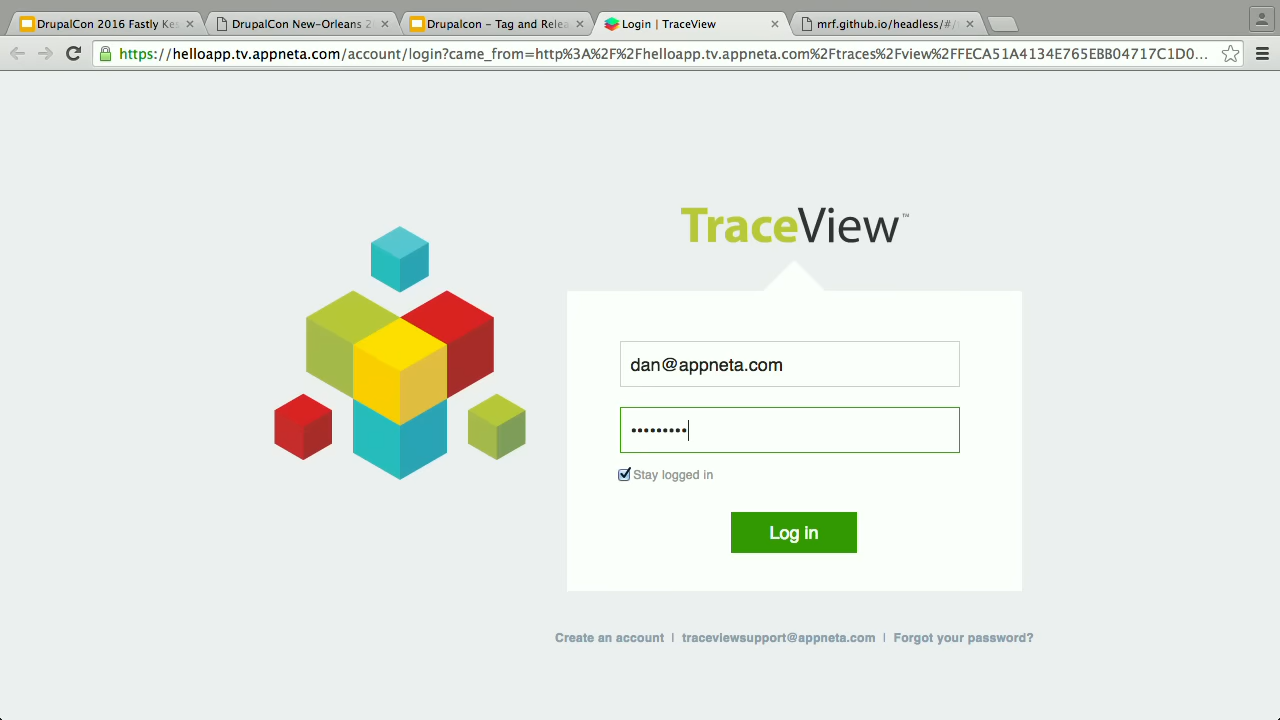 DrupalCon 2016 Fastly Ke
DrupalCon New-Orleans 2
Drupalcon – Tag and Relea
Login | TraceView
mrf.github.io/headless/#/
https://helloapp.tv.appneta.com/account/login?came_from=http%3A%2F%2Fhelloapp.tv.appneta.com%2Ftraces%2Fview%2FFECA51A4134E765EBB04717C1D0...
TraceView™
dan@appneta.com
•••••••••
Stay logged in
Log in
Create an account | traceviewsupport@appneta.com | Forgot your password?